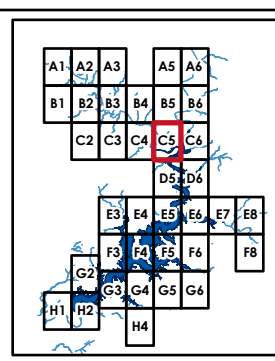 A1 A2 A3 A5 A6
B1 B2 B3 B4 B5 B6
C2 C3 C4 C5 C6
D5 D6
E3 E4 E5 E6 E7 E8
F3 F4 F5 F6 F8
G2
G3 G4 G5 G6
H1 H2
H4